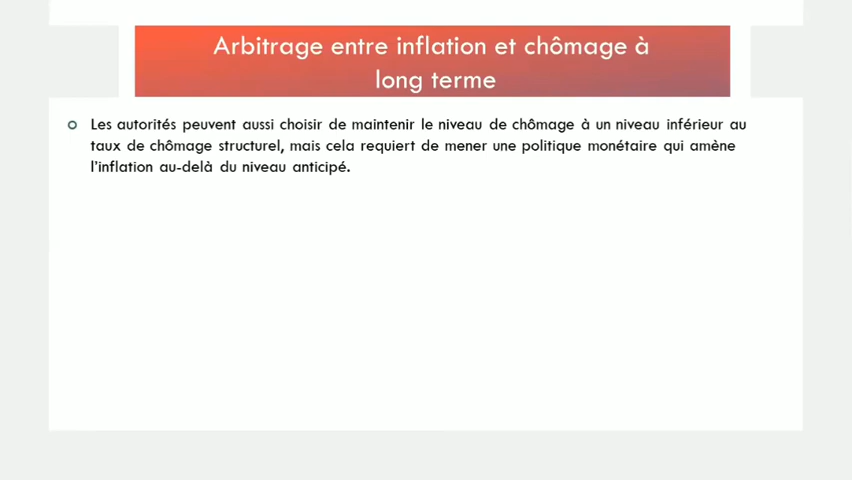 Arbitrage entre inflation et chômage à
long terme
Les autorités peuvent aussi choisir de maintenir le niveau de chômage à un niveau inférieur au
taux de chômage structurel, mais cela requiert de mener une politique monétaire qui amène
l'inflation au-delà du niveau anticipé.